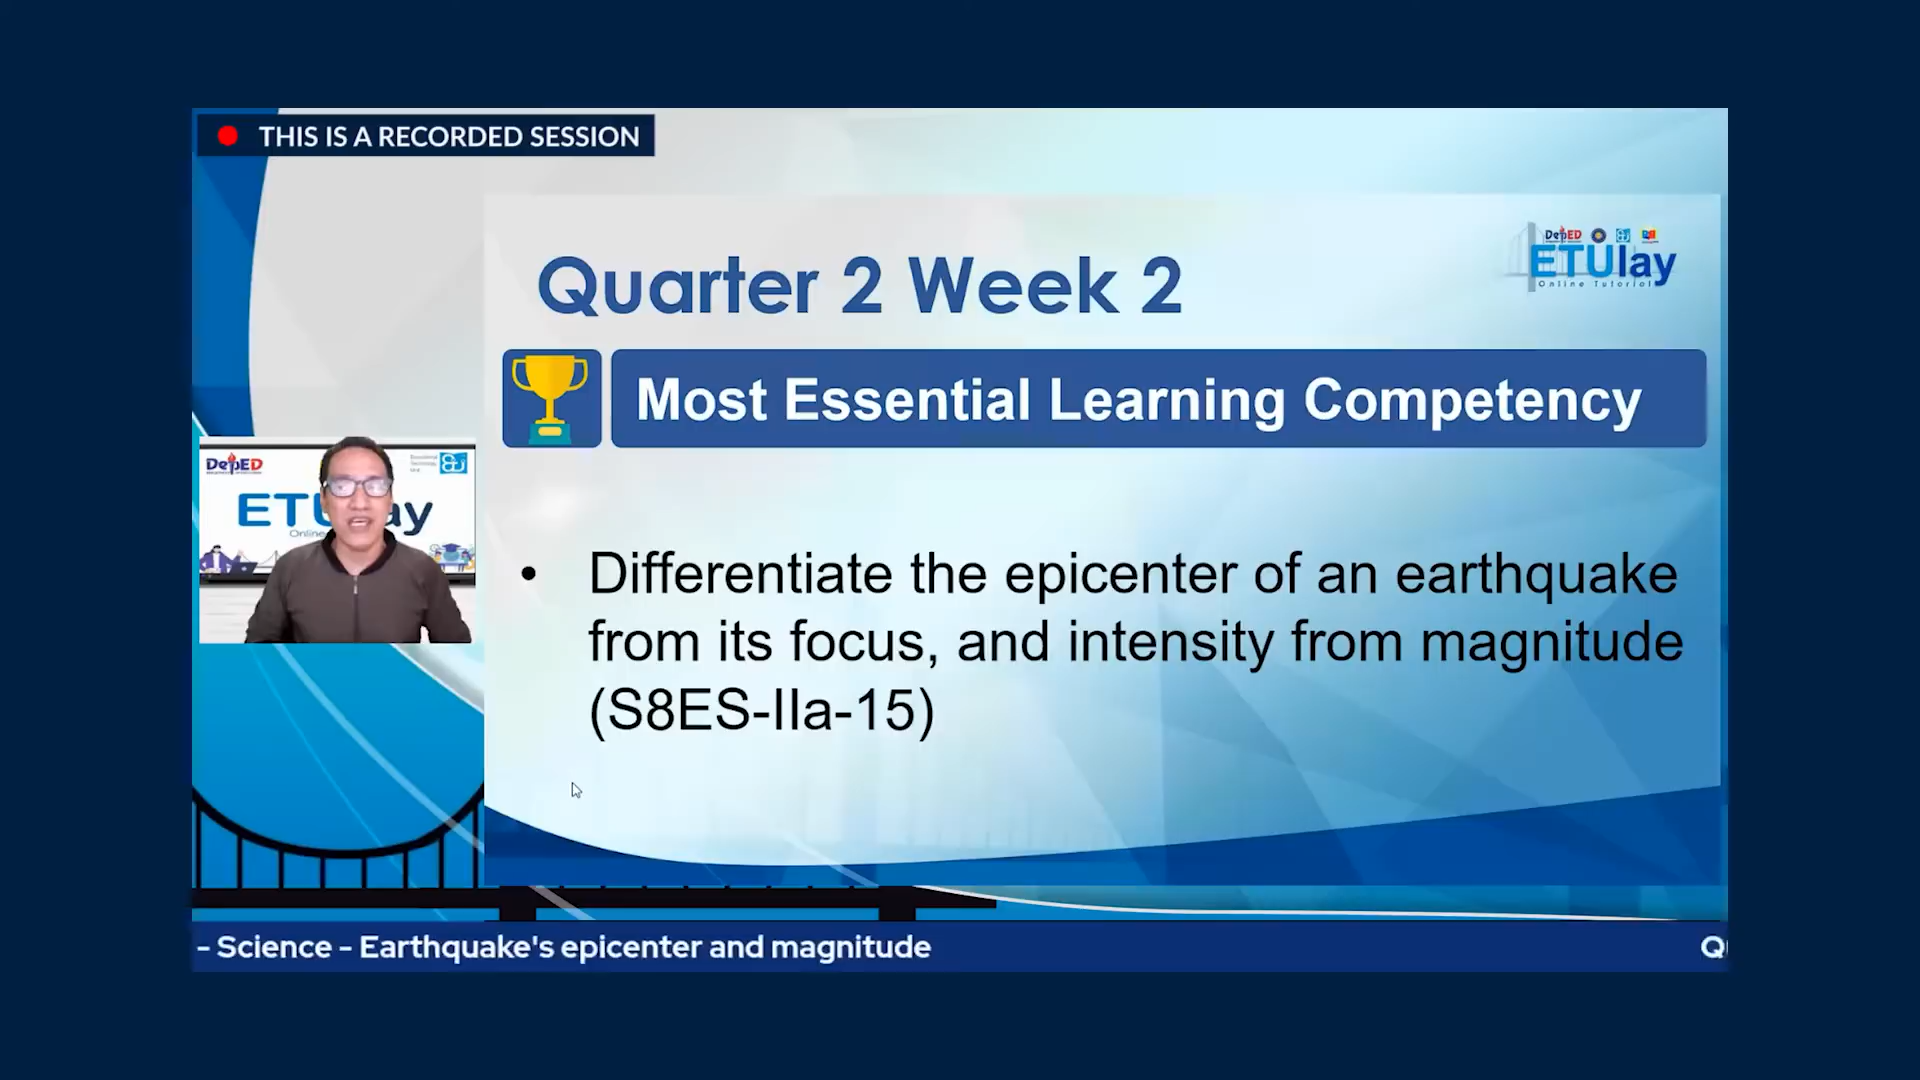 THIS IS A RECORDED SESSION
DepED
ETULay
Online Tutorial
Quarter 2 Week 2
Most Essential Learning Competency
DepED
ETU ay
Online
• Differentiate the epicenter of an earthquake
from its focus, and intensity from magnitude
(S8ES-IIa-15)
- Science - Earthquake's epicenter and magnitude
Q